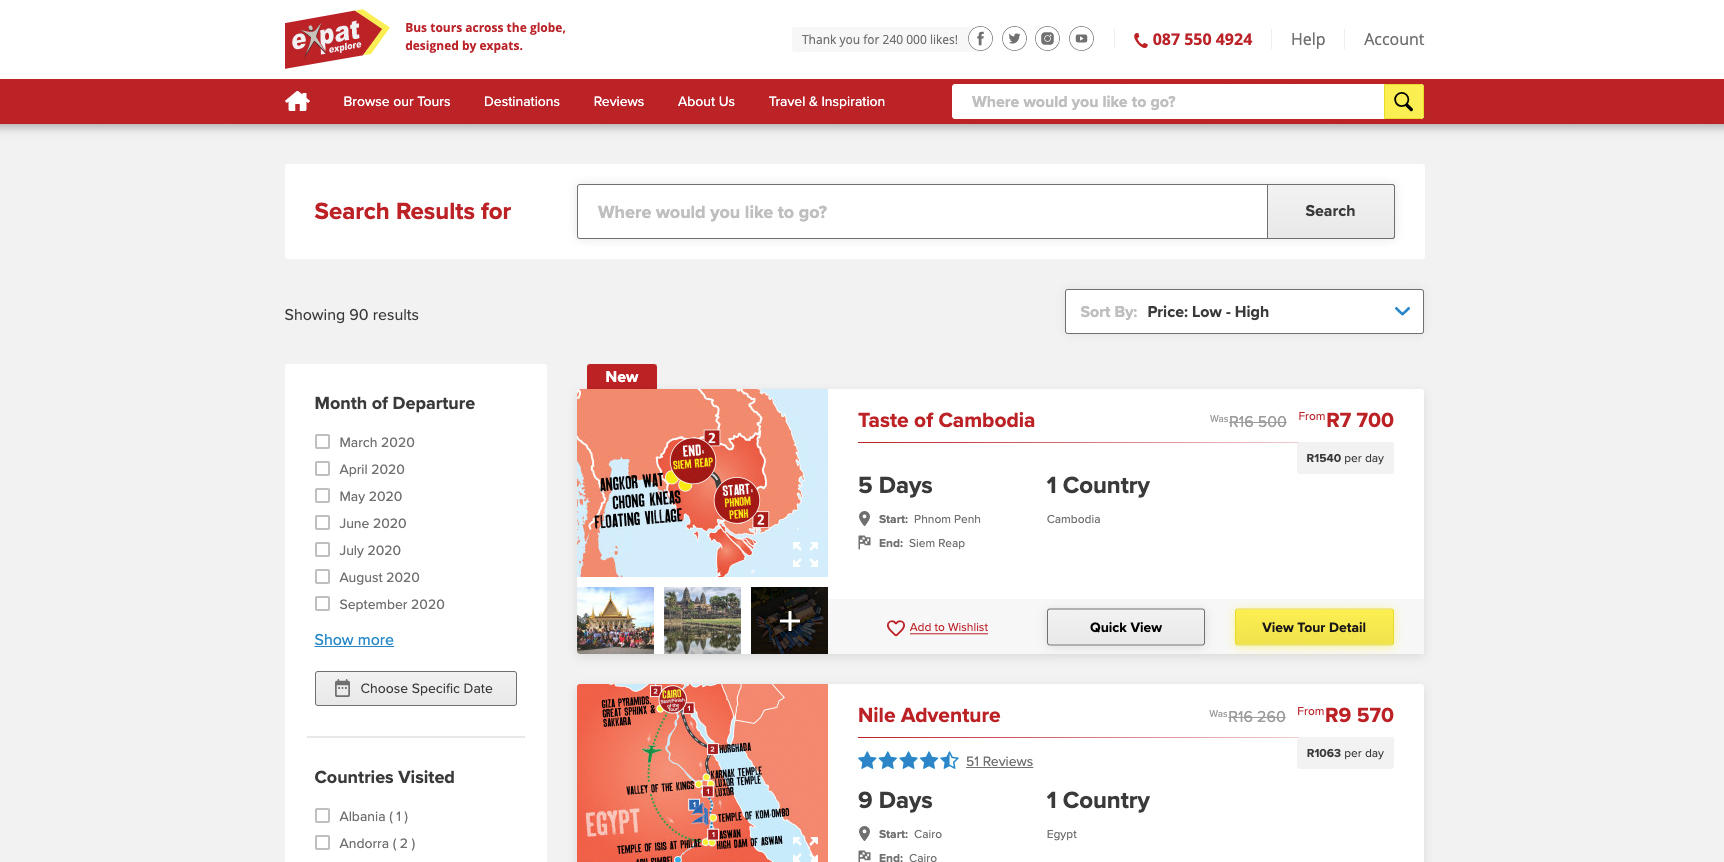 expat
explore
Bus tours across the globe,
designed by expats.
Thank you for 240 000 likes!
087 550 4924
Help
Account
Browse our Tours
Destinations
Reviews
About Us
Travel & Inspiration
Where would you like to go?
Search Results for
Where would you like to go?
Search
Showing 90 results
Sort By: Price: Low - High
Month of Departure
March 2020
April 2020
May 2020
June 2020
July 2020
August 2020
September 2020
Show more
Choose Specific Date
Countries Visited
Albania ( 1 )
Andorra ( 2 )
New
2
END:
SIEM REAP
ANGKOR WAT
CHONG KNEAS
FLOATING VILLAGE
START:
PHNOM
PENH
2
Taste of Cambodia
Was R16 500 From R7 700
R1540 per day
5 Days
1 Country
Start: Phnom Penh
Cambodia
End: Siem Reap
Add to Wishlist
Quick View
View Tour Detail
2
CAIRO
GIZA PYRAMIDS,
GREAT SPHINX &
SAKKARA
1
2 HURGHADA
KARNAK TEMPLE
LUXOR TEMPLE
VALLEY OF THE KINGS
1 LUXOR
1
EGYPT
TEMPLE OF KOM OMBO
1 ASWAN
TEMPLE OF ISIS AT PHILAE
HIGH DAM OF ASWAN
ABU SIMBEL
Nile Adventure
Was R16 260 From R9 570
R1063 per day
51 Reviews
9 Days
1 Country
Start: Cairo
Egypt
End: Cairo